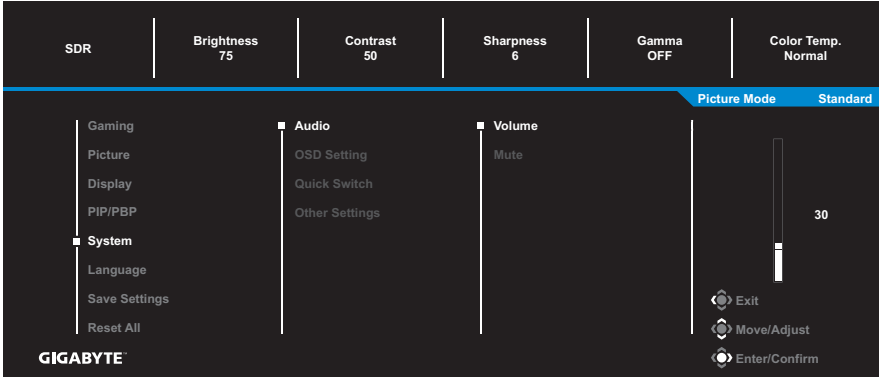 SDR
Brightness
75
Contrast
50
Sharpness
6
Gamma
OFF
Color Temp.
Normal
Picture Mode Standard
Gaming
Picture
Display
PIP/PBP
System
Language
Save Settings
Reset All
Audio
OSD Setting
Quick Switch
Other Settings
Volume
Mute
30
Exit
Move/Adjust
Enter/Confirm
GIGABYTE™